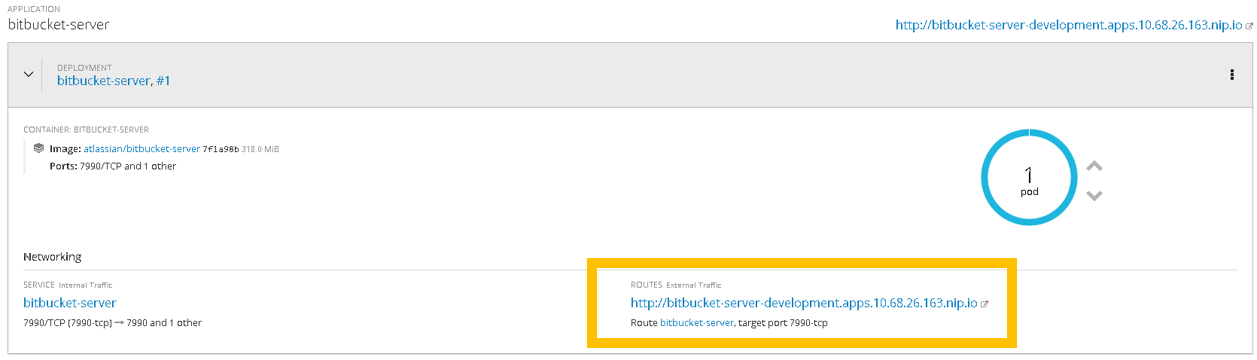 APPLICATION
bitbucket-server
http://bitbucket-server-development.apps.10.68.26.163.nip.io
DEPLOYMENT
bitbucket-server, #1
CONTAINER: BITBUCKET-SERVER
Image: atlassian/bitbucket-server 7f1a98b 318.0 MiB
Ports: 7990/TCP and 1 other
1
pod
Networking
SERVICE Internal Traffic
bitbucket-server
7990/TCP (7990-tcp) → 7990 and 1 other
ROUTES External Traffic
http://bitbucket-server-development.apps.10.68.26.163.nip.io
Route bitbucket-server, target port 7990-tcp